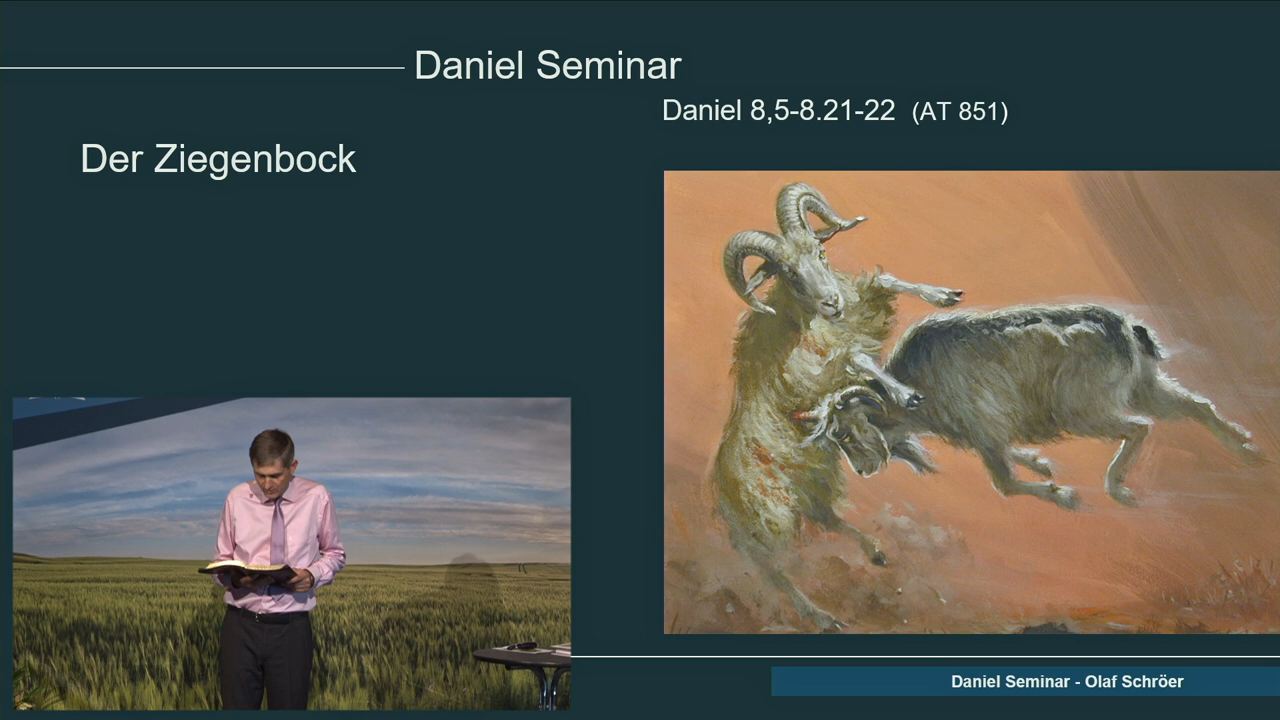 Daniel Seminar
Daniel 8,5-8.21-22 (AT 851)
Der Ziegenbock
Daniel Seminar - Olaf Schröer